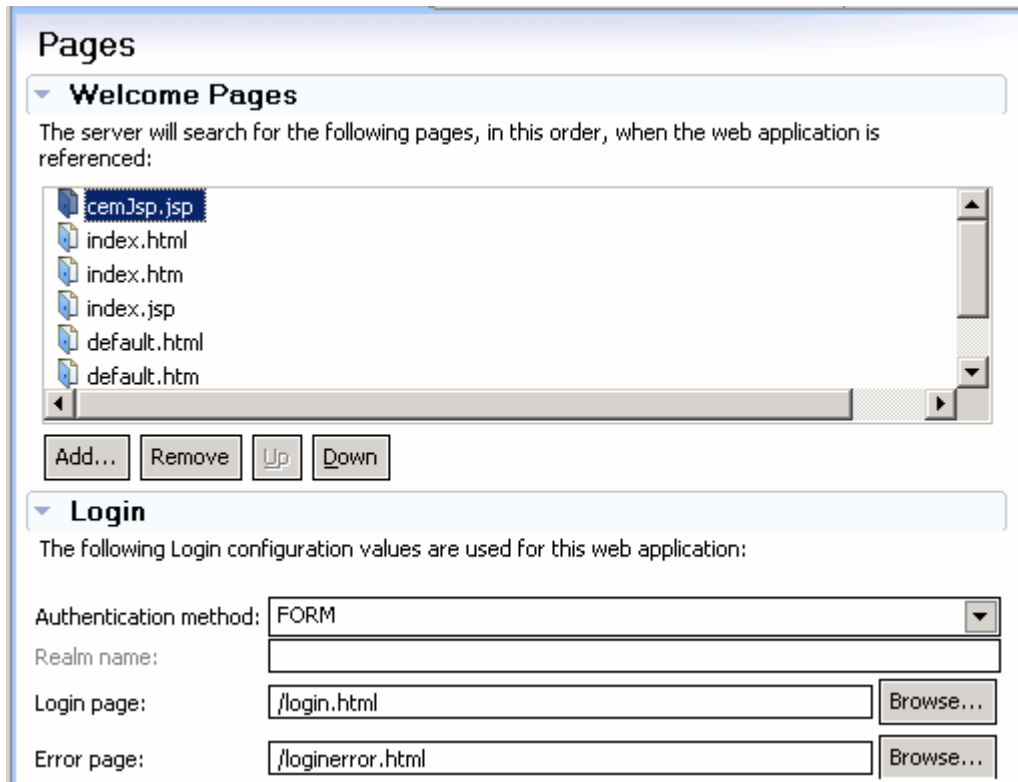 Pages
Welcome Pages
The server will search for the following pages, in this order, when the web application is
referenced:
cemJsp.jsp
index.html
index.htm
index.jsp
default.html
default.htm
Add... Remove Up Down
Login
The following Login configuration values are used for this web application:
Authentication method: FORM
Realm name:
Login page: /login.html Browse...
Error page: /loginerror.html Browse...